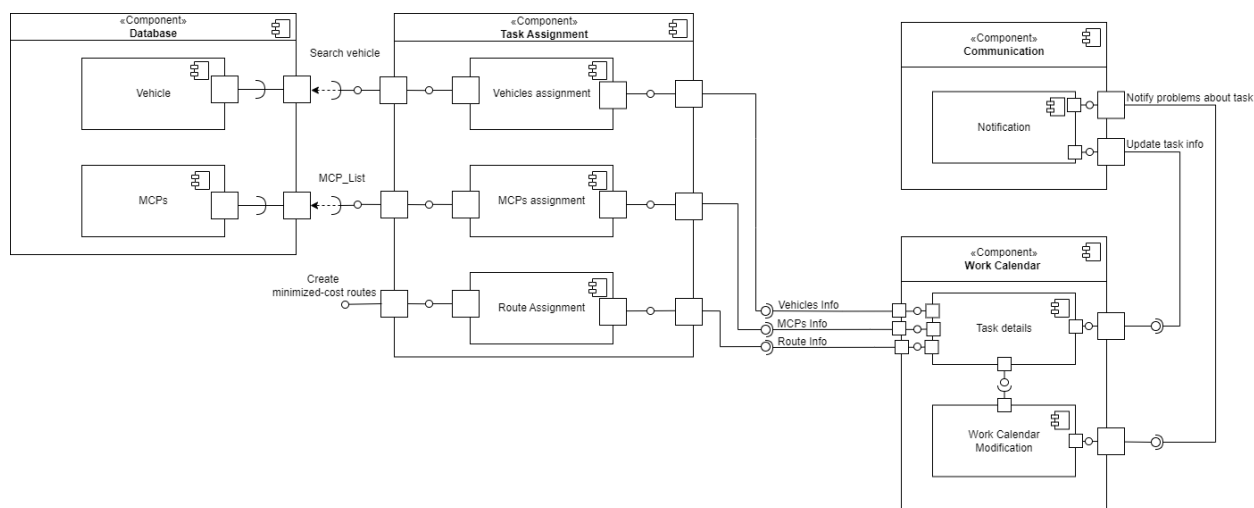 «Component»
Database
Vehicle
MCPs
Search vehicle
MCP_List
Create
minimized-cost routes
«Component»
Task Assignment
Vehicles assignment
MCPs assignment
Route Assignment
Vehicles Info
MCPs Info
Route Info
«Component»
Communication
Notification
Notify problems about task
Update task info
«Component»
Work Calendar
Task details
Work Calendar
Modification